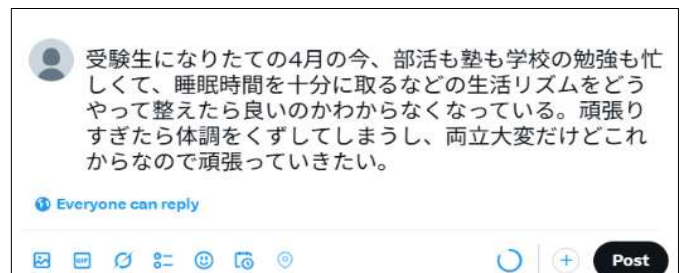 受験生になりたての4月の今、部活も塾も学校の勉強も忙
しくて、睡眠時間を十分に取るなどの生活リズムをどう
やって整えたら良いのかわからなくなっている。頑張り
すぎたら体調をくずしてしまうし、両立大変だけどこれ
からなので頑張っていきたい。
Everyone can reply
GIF
Post